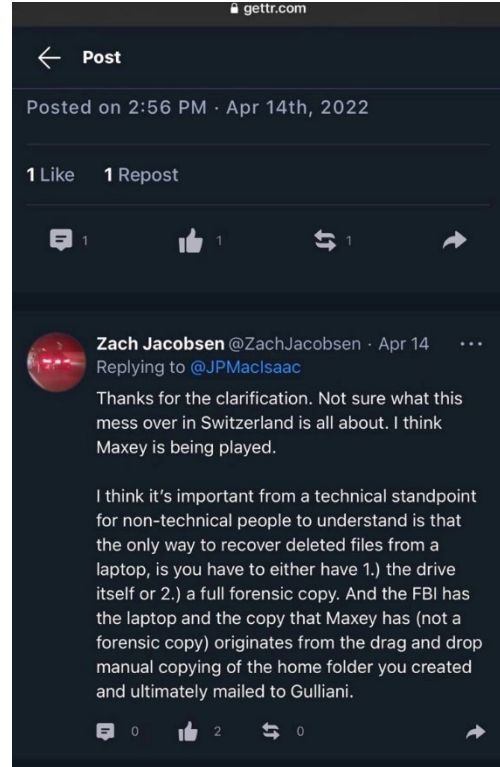 gettr.com
Post
Posted on 2:56 PM · Apr 14th, 2022
1 Like 1 Repost
1 1 1
Zach Jacobsen @ZachJacobsen · Apr 14 ...
Replying to @JPMacIsaac
Thanks for the clarification. Not sure what this
mess over in Switzerland is all about. I think
Maxey is being played.
I think it's important from a technical standpoint
for non-technical people to understand is that
the only way to recover deleted files from a
laptop, is you have to either have 1.) the drive
itself or 2.) a full forensic copy. And the FBI has
the laptop and the copy that Maxey has (not a
forensic copy) originates from the drag and drop
manual copying of the home folder you created
and ultimately mailed to Gulliani.
0 2 0